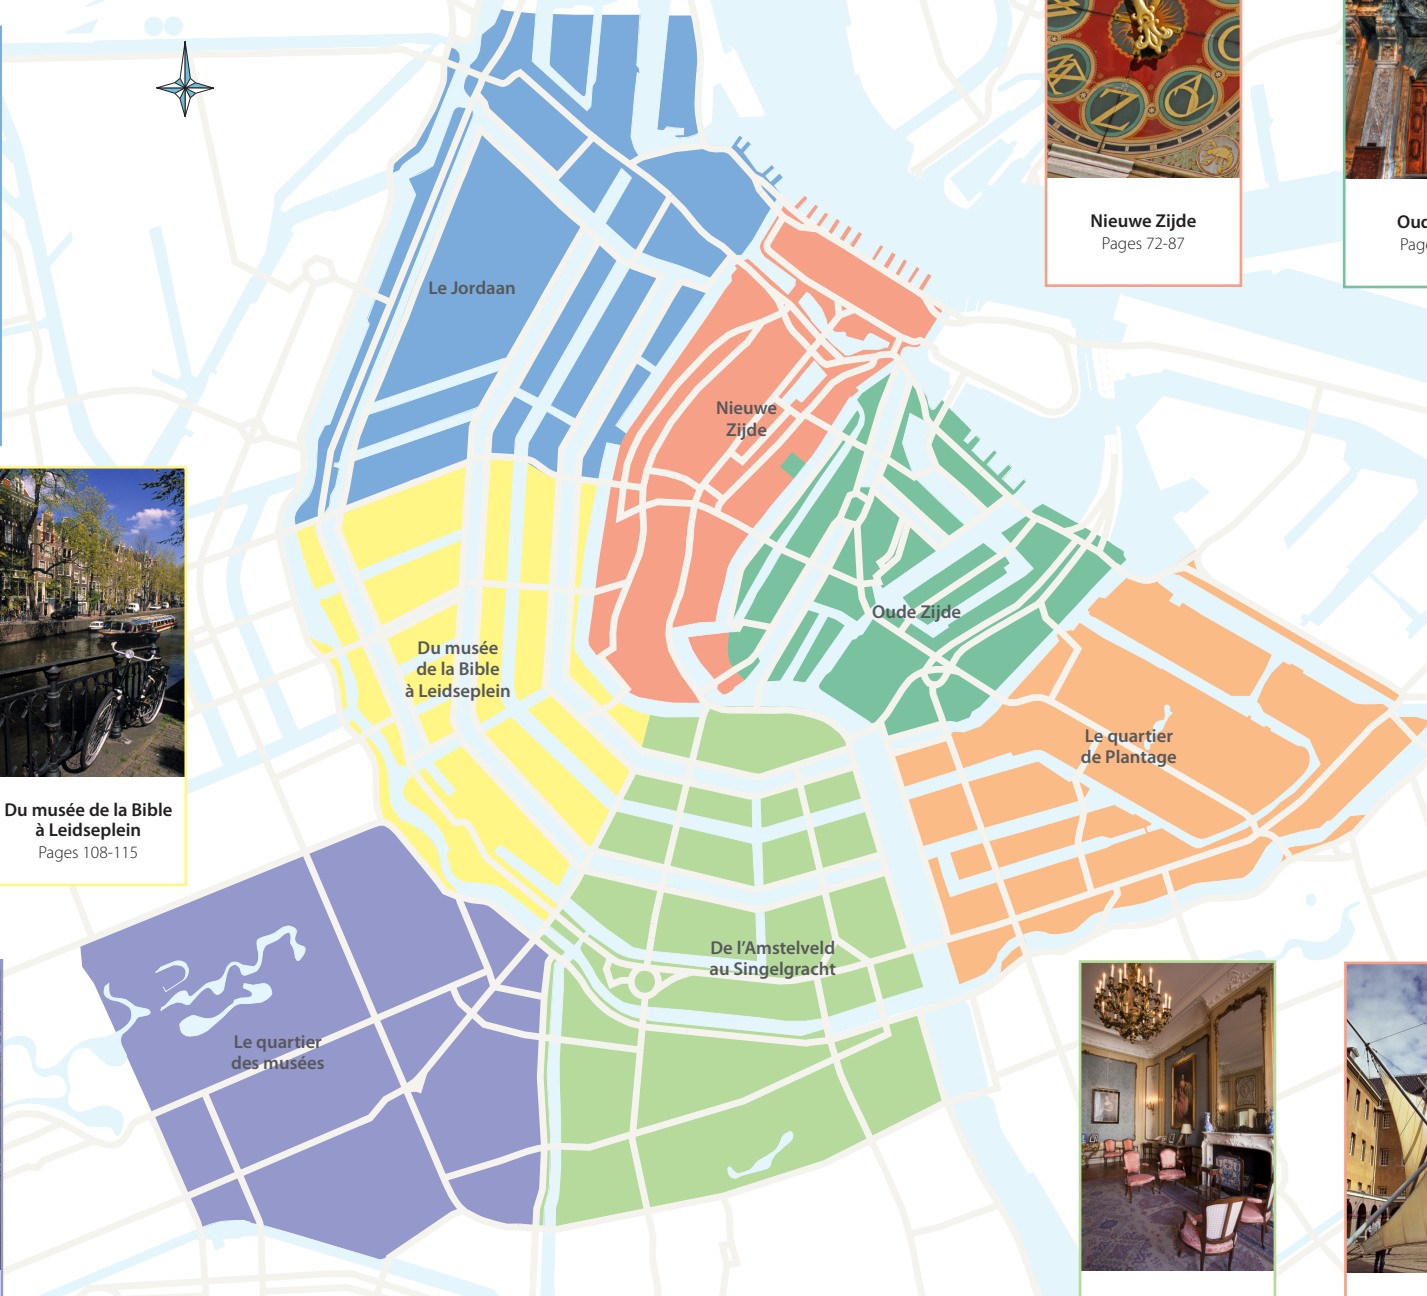 Nieuwe Zijde
Pages 72-87
Le Jordaan
Nieuwe
Zijde
Oude Zijde
Du musée
de la Bible
à Leidseplein
Le quartier
de Plantage
Du musée de la Bible
à Leidseplein
Pages 108-115
De l'Amstelveld
au Singelgracht
Le quartier
des musées